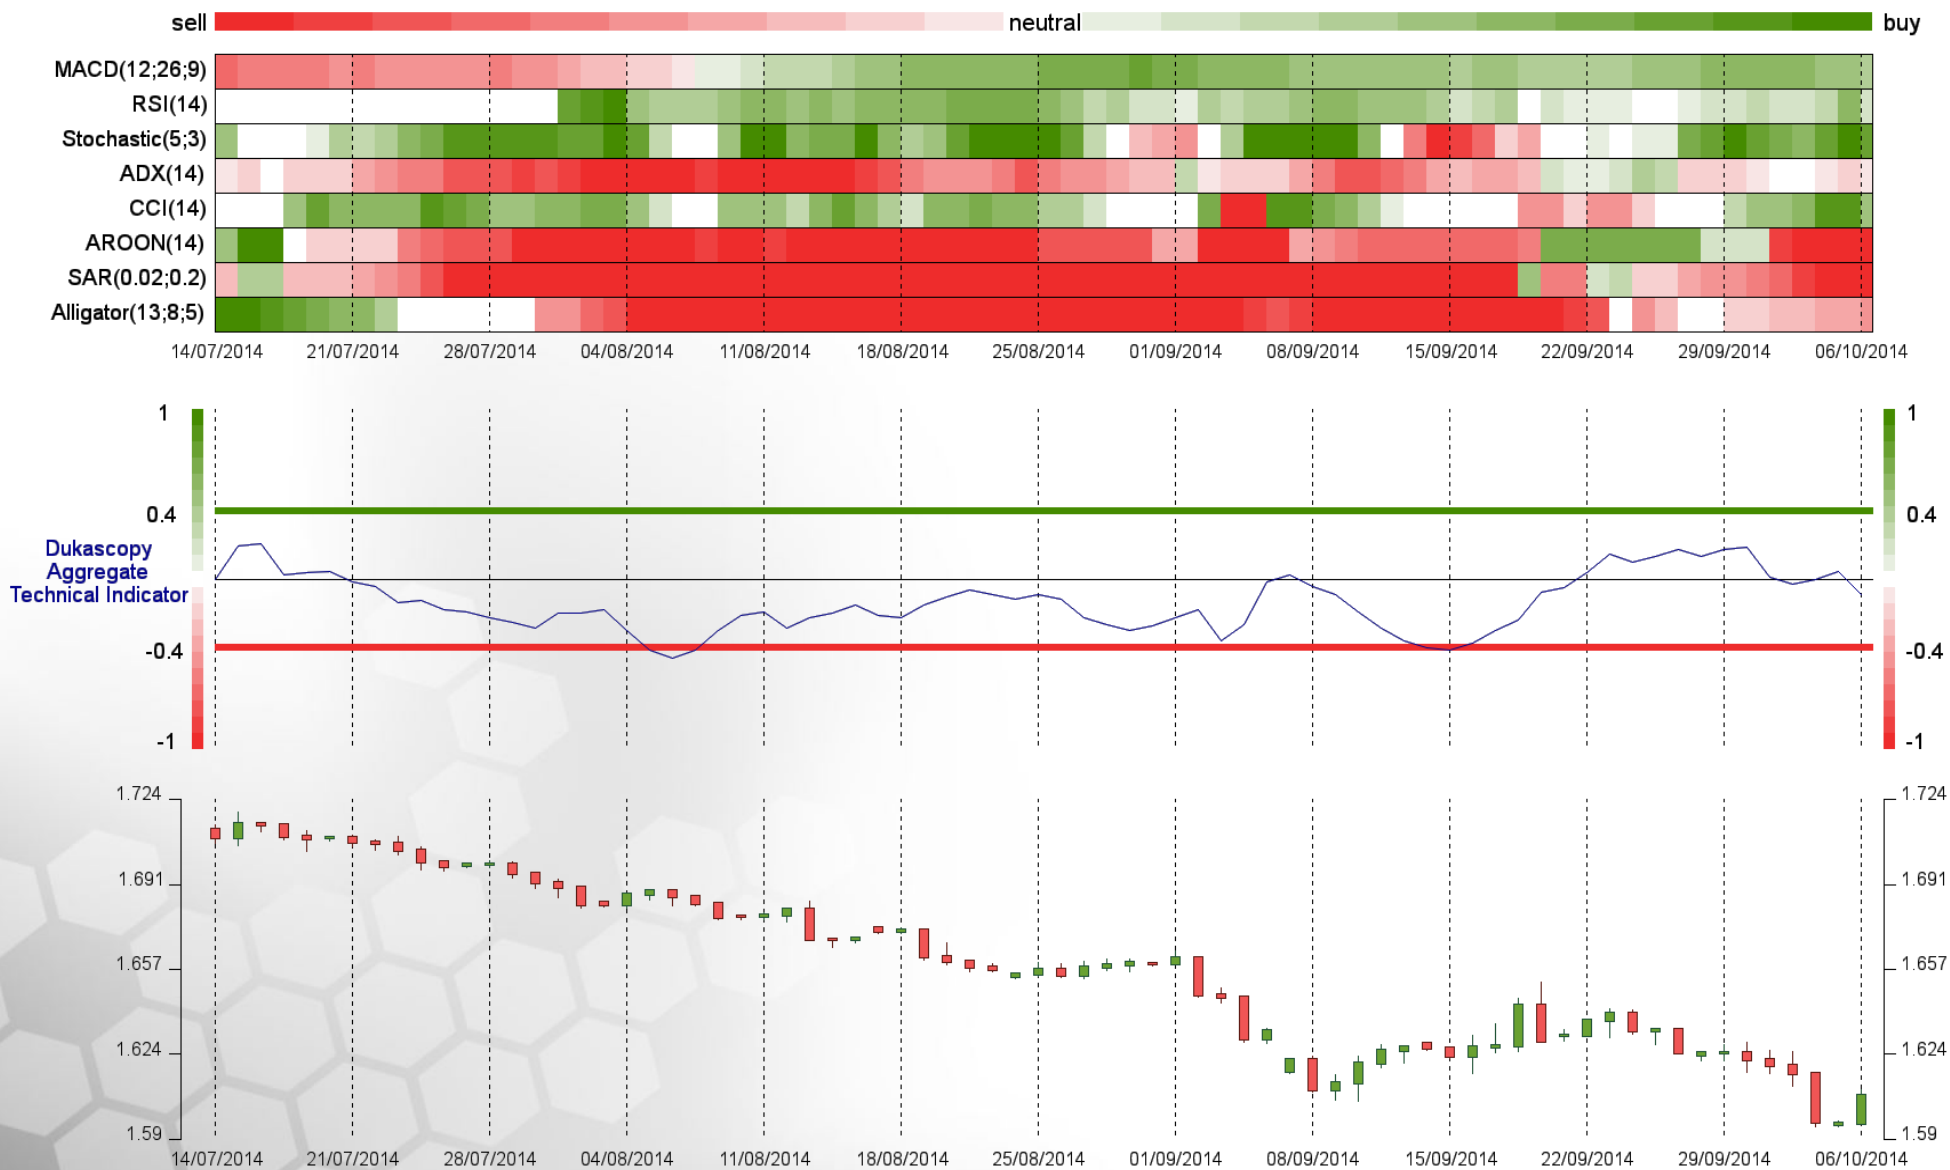 sell neutral buy
MACD(12;26;9)
RSI(14)
Stochastic(5;3)
ADX(14)
CCI(14)
AROON(14)
SAR(0.02;0.2)
Alligator(13;8;5)
14/07/2014 21/07/2014 28/07/2014 04/08/2014 11/08/2014 18/08/2014 25/08/2014 01/09/2014 08/09/2014 15/09/2014 22/09/2014 29/09/2014 06/10/2014
1 1
0.4 0.4
Dukascopy
Aggregate
Technical Indicator
-0.4 -0.4
-1 -1
1.724 1.724
1.691 1.691
1.657 1.657
1.624 1.624
1.59 1.59
14/07/2014 21/07/2014 28/07/2014 04/08/2014 11/08/2014 18/08/2014 25/08/2014 01/09/2014 08/09/2014 15/09/2014 22/09/2014 29/09/2014 06/10/2014